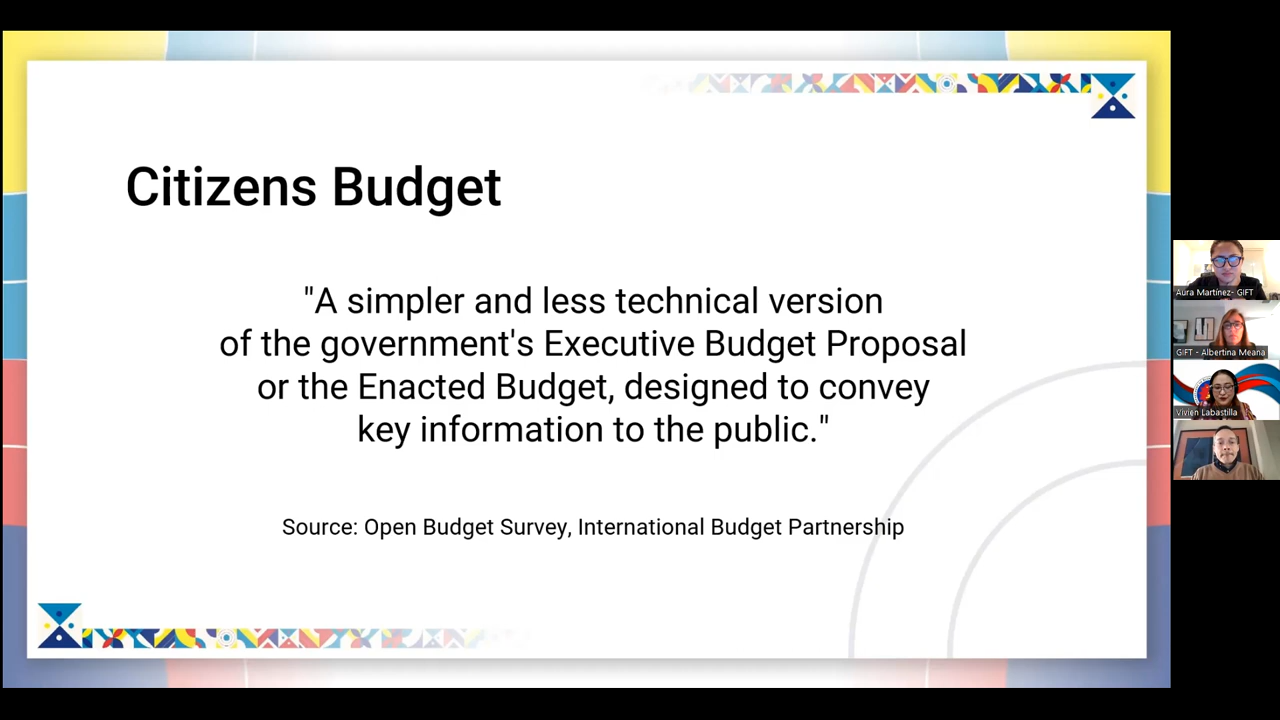 Citizens Budget
"A simpler and less technical version
of the government's Executive Budget Proposal
or the Enacted Budget, designed to convey
key information to the public."
Source: Open Budget Survey, International Budget Partnership
Aura Martínez- GIFT
GIFT - Albertina Meana
Vivien Labastilla